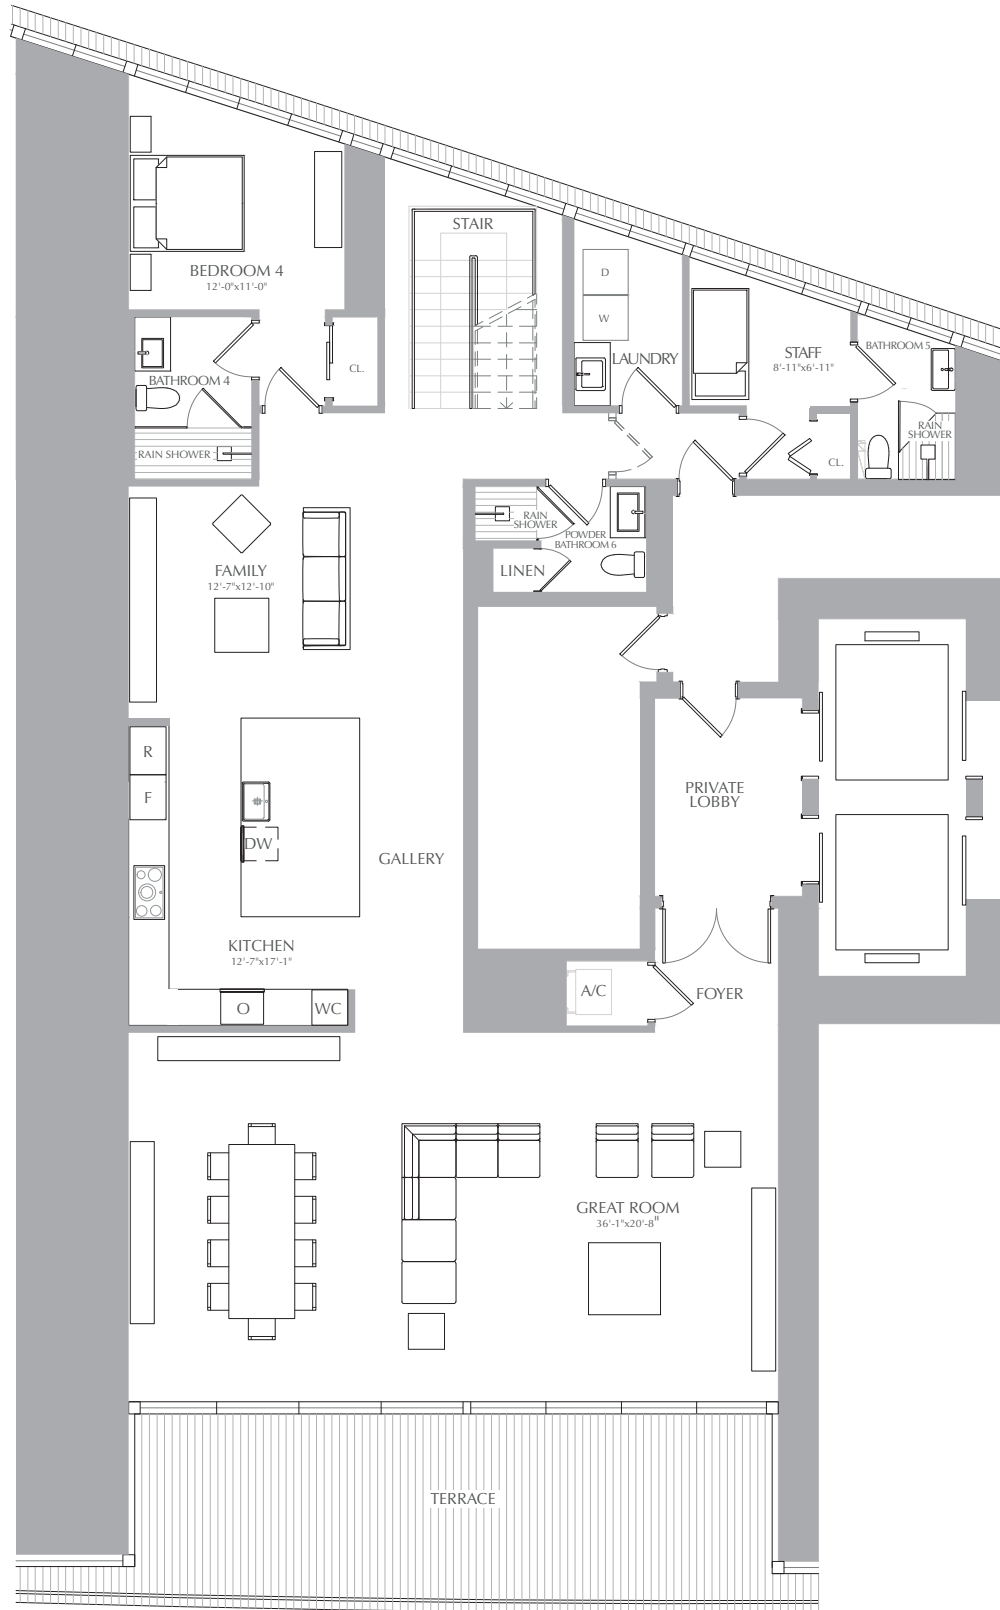 STAIR
BEDROOM 4
12'-0"x11'-0"
D
W
LAUNDRY
STAFF
8'-11"x6'-11"
BATHROOM 5
CL.
BATHROOM 4
RAIN SHOWER
RAIN
SHOWER
CL.
RAIN
SHOWER
POWDER
BATHROOM 6
LINEN
FAMILY
12'-7"x12'-10"
R
F
PRIVATE
LOBBY
DW
GALLERY
KITCHEN
12'-7"x17'-1"
A/C
FOYER
O
WC
GREAT ROOM
36'-1"x20'-8"
TERRACE